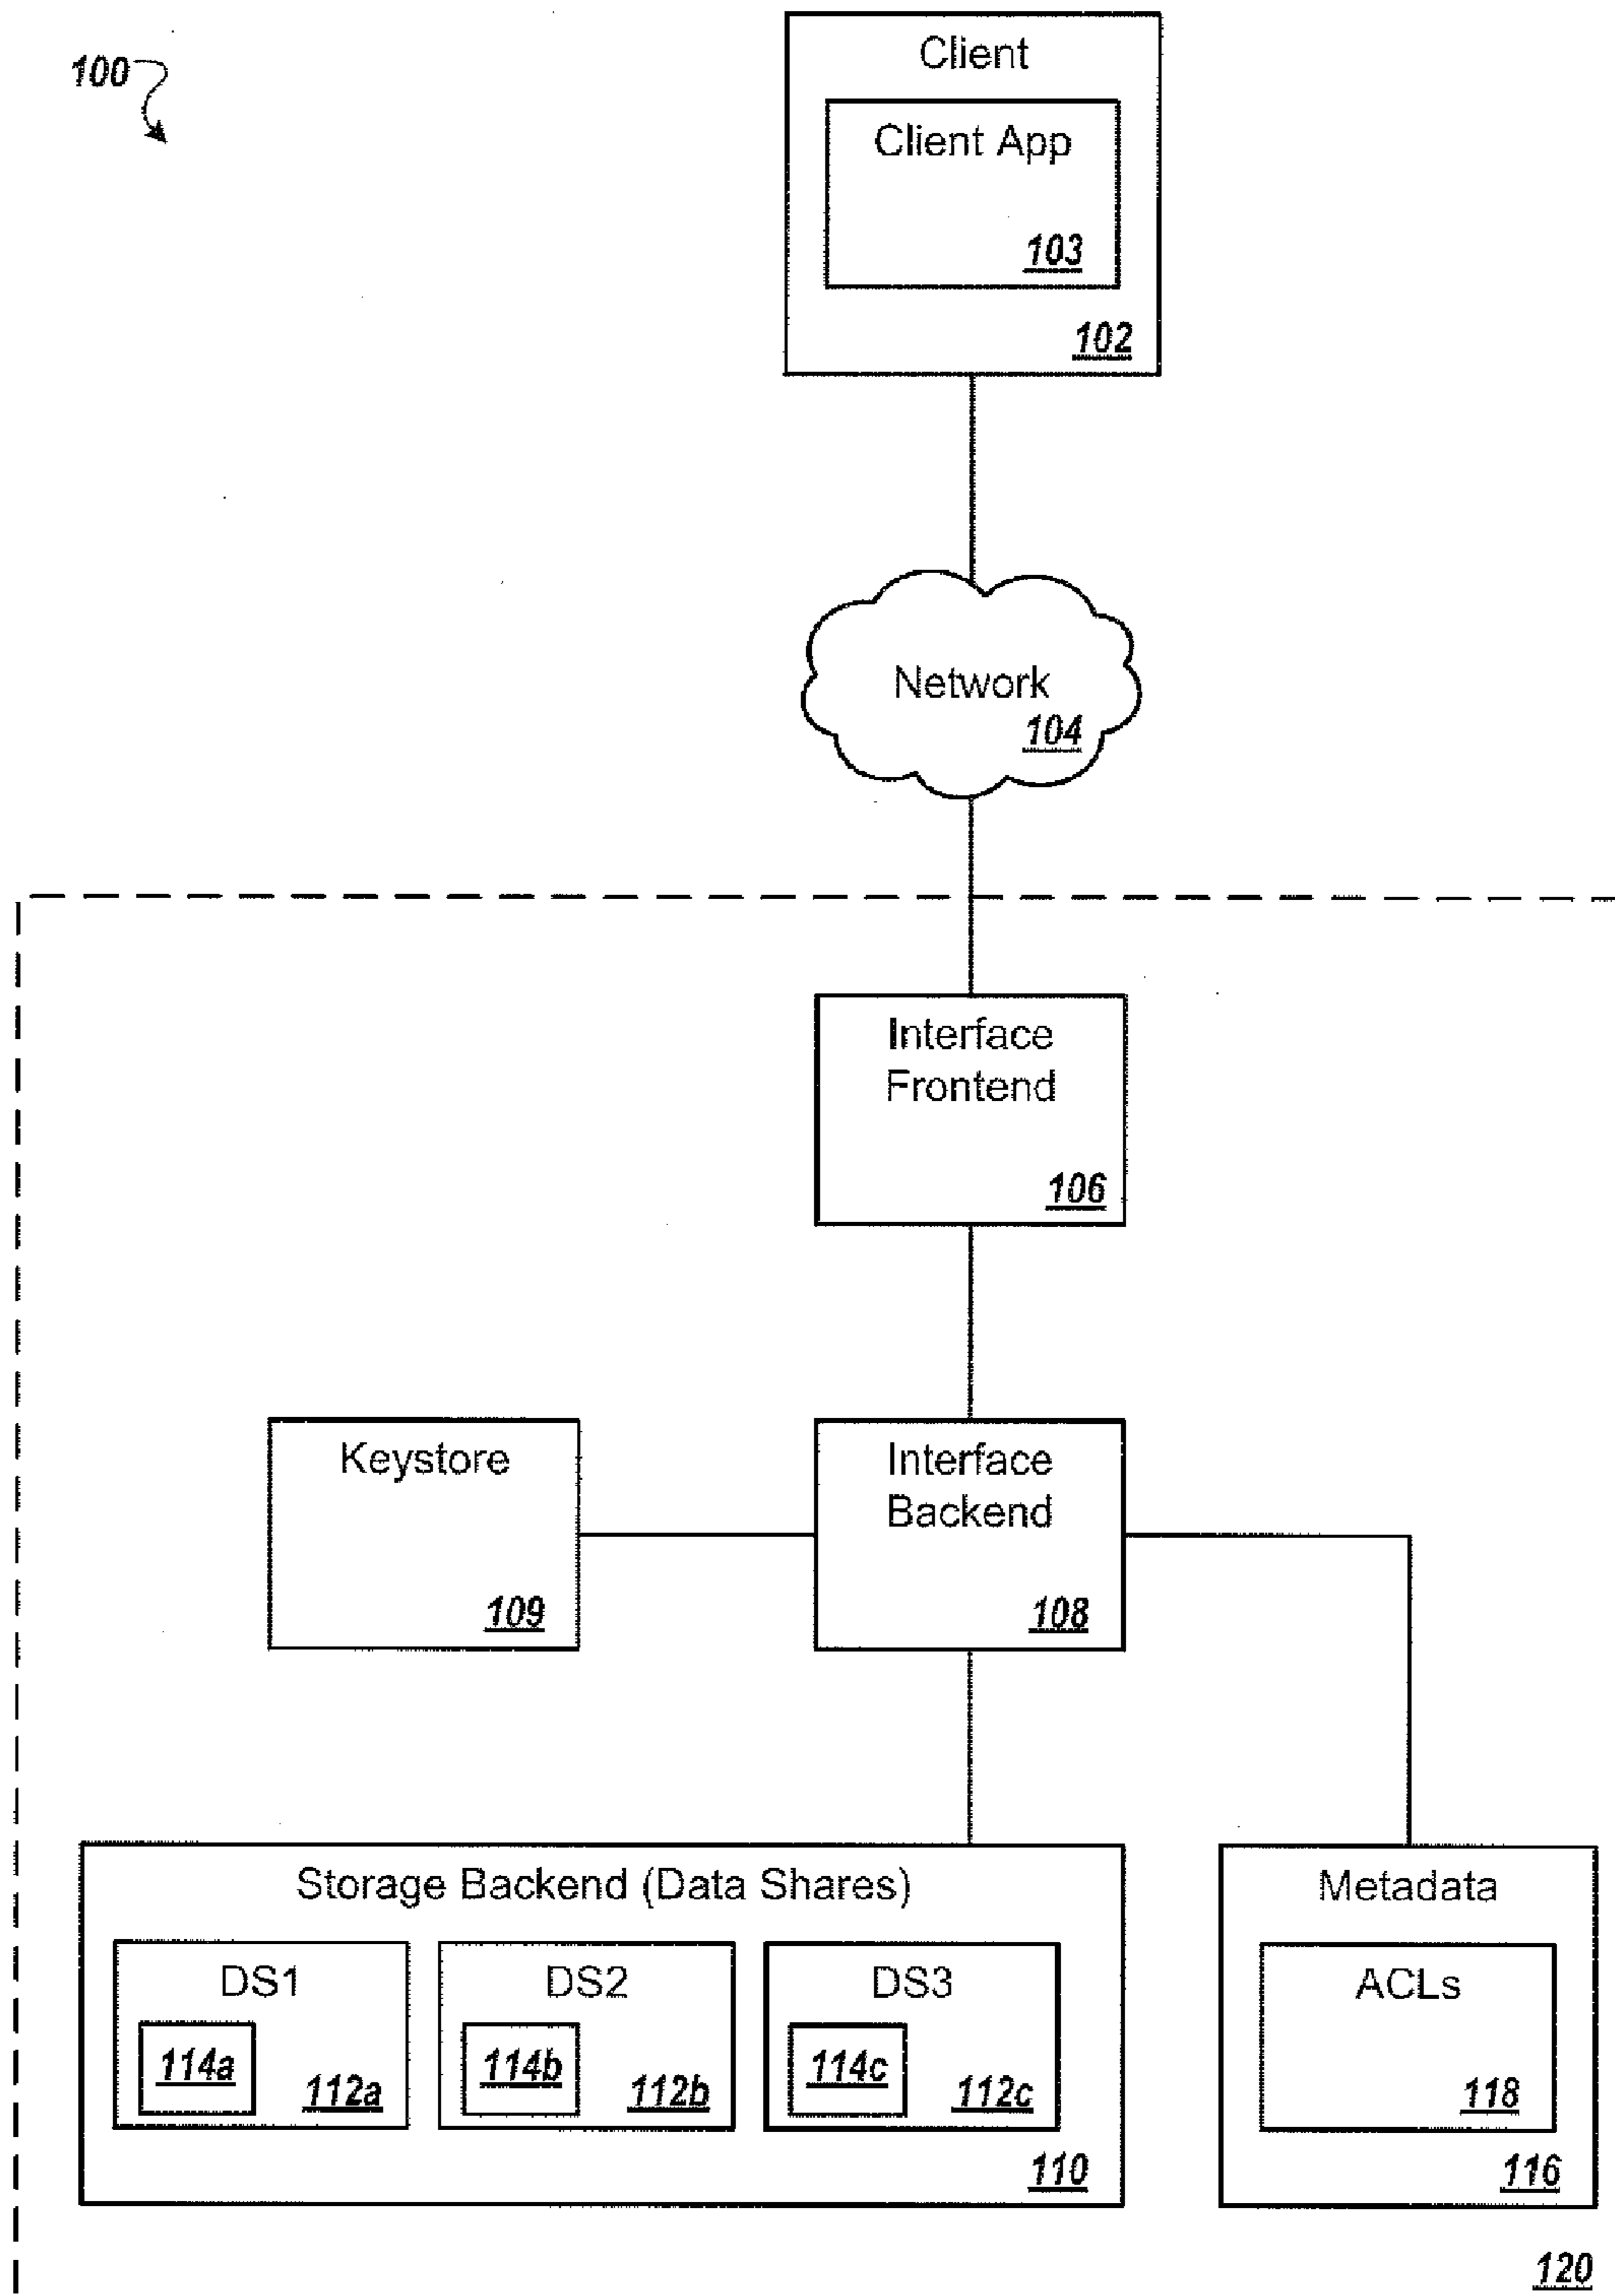 100
Client
Client App
103
102
Network
104
Interface
Frontend
106
Keystore
109
Interface
Backend
108
Storage Backend (Data Shares)
DS1
114a
112a
DS2
114b
112b
DS3
114c
112c
110
Metadata
ACLs
118
116
120